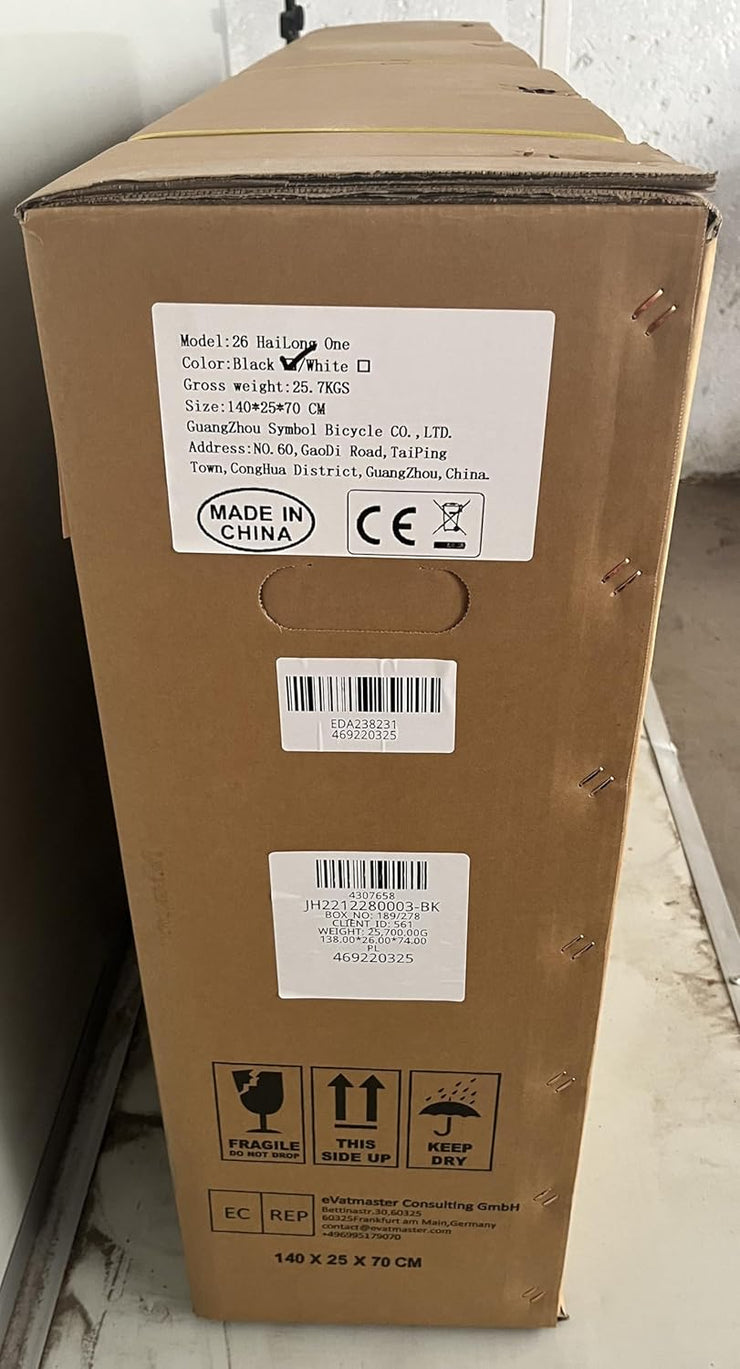 Model:26 HaiLong One
Color:Black ☑/White ☐
Gross weight:25.7KGS
Size:140*25*70 CM
GuangZhou Symbol Bicycle CO.,LTD.
Address:NO.60,GaoDi Road,TaiPing
Town,CongHua District,GuangZhou,China.
MADE IN
CHINA
CE
EDA238231
469220325
4307658
JH2212280003-BK
BOX NO: 189/278
CLIENT ID: 561
WEIGHT: 25,700.00G
138.00*26.00*74.00
PL
469220325
FRAGILE
DO NOT DROP
THIS
SIDE UP
KEEP
DRY
EC REP
eVatmaster Consulting GmbH
Bettinastr.30,60325
60325Frankfurt am Main,Germany
contact@evatmaster.com
+496995179070
140 X 25 X 70 CM